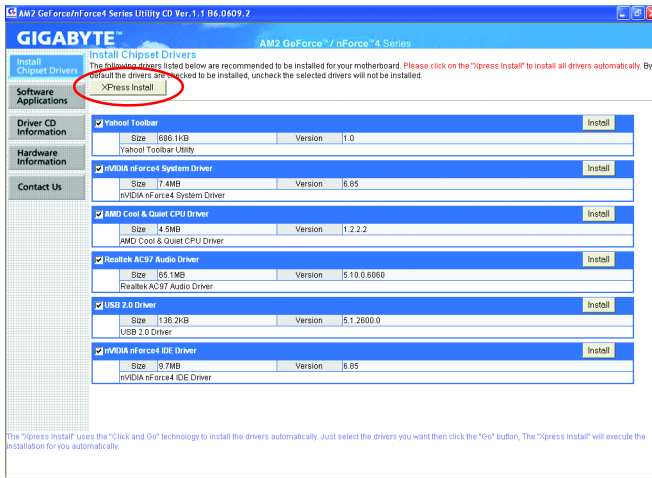 AM2 GeForce/nForce4 Series Utility CD Ver.1.1 B6.0609.2
GIGABYTE™
AM2 GeForce™/ nForce™4 Series
Install
Chipset Drivers
Software
Applications
Driver CD
Information
Hardware
Information
Contact Us
Install Chipset Drivers
The following drivers listed below are recommended to be installed for your motherboard. Please click on the "Xpress Install" to install all drivers automatically. By
default the drivers are checked to be installed, uncheck the selected drivers will not be installed.
XPress Install
Yahoo! Toolbar Install
Size 686.1KB Version 1.0
Yahoo! Toolbar Utility
nVIDIA nForce4 System Driver Install
Size 7.4MB Version 6.85
nVIDIA nForce4 System Driver
AMD Cool & Quiet CPU Driver Install
Size 4.5MB Version 1.2.2.2
AMD Cool & Quiet CPU Driver
Realtek AC97 Audio Driver Install
Size 65.1MB Version 5.10.0.6060
Realtek AC97 Audio Driver
USB 2.0 Driver Install
Size 136.2KB Version 5.1.2600.0
USB 2.0 Driver
nVIDIA nForce4 IDE Driver Install
Size 9.7MB Version 6.85
nVIDIA nForce4 IDE Driver
The "Xpress Install" uses the "Click and Go" technology to install the drivers automatically. Just select the drivers you want then click the "Go" button, The "Xpress Install" will execute the
installation for you automatically.